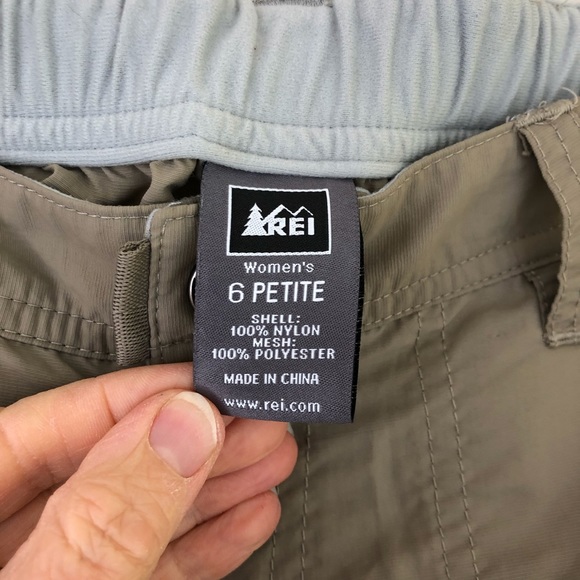 REI
Women's
6 PETITE
SHELL:
100% NYLON
MESH:
100% POLYESTER
MADE IN CHINA
www.rei.com